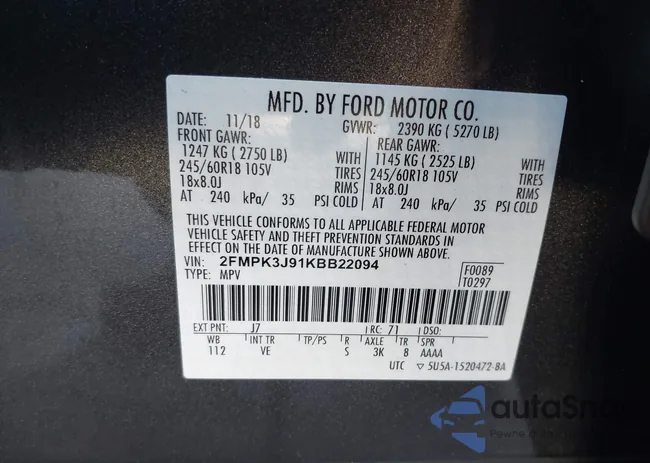 MFD. BY FORD MOTOR CO.
DATE: 11/18 GVWR: 2390 KG ( 5270 LB)
FRONT GAWR: REAR GAWR:
1247 KG ( 2750 LB) WITH 1145 KG ( 2525 LB) WITH
245/60R18 105V TIRES 245/60R18 105V TIRES
18x8.0J RIMS 18x8.0J RIMS
AT 240 kPa/ 35 PSI COLD AT 240 kPa/ 35 PSI COLD
THIS VEHICLE CONFORMS TO ALL APPLICABLE FEDERAL MOTOR
VEHICLE SAFETY AND THEFT PREVENTION STANDARDS IN
EFFECT ON THE DATE OF MANUFACTURE SHOWN ABOVE.
VIN: 2FMPK3J91KBB22094 F0089
TYPE: MPV T0297
EXT PNT: J7 RC: 71 DSO:
WB INT TR TP/PS R AXLE TR SPR
112 VE S 3K 8 AAAA
UTC ▽ 5U5A-1520472-BA